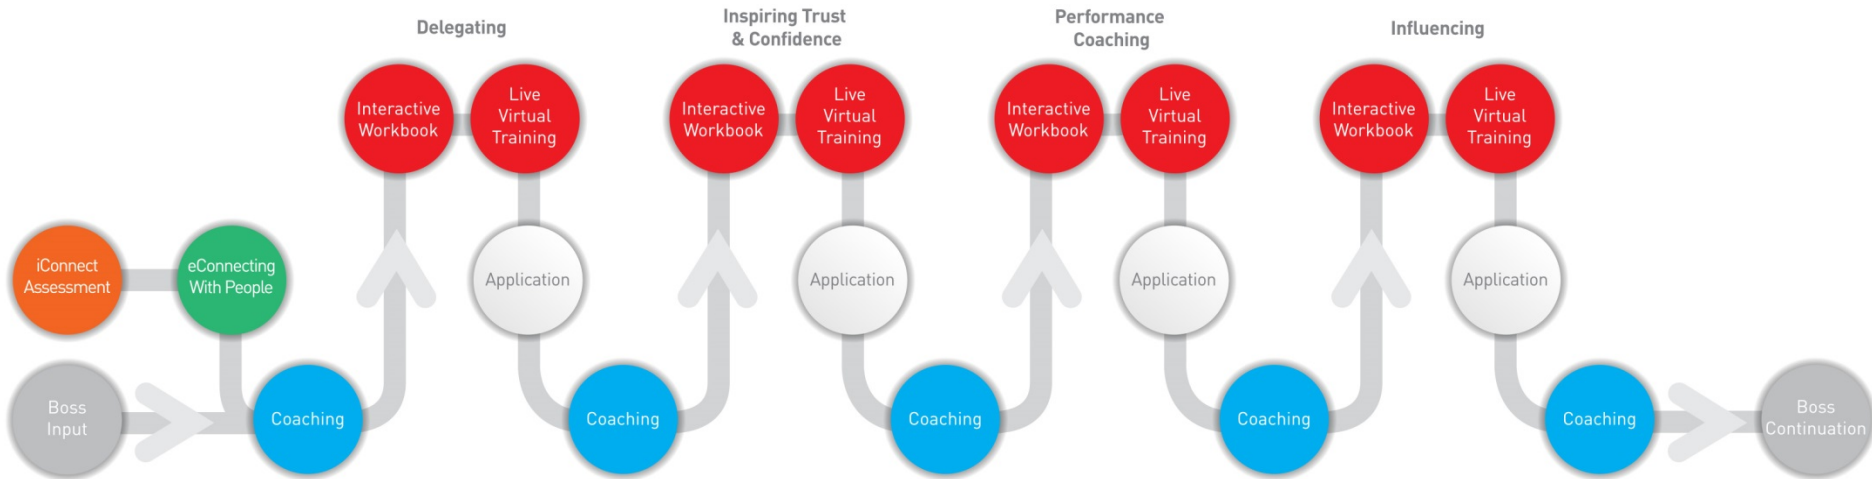 Delegating
Inspiring Trust
& Confidence
Performance
Coaching
Influencing
Interactive
Workbook
Live
Virtual
Training
Interactive
Workbook
Live
Virtual
Training
Interactive
Workbook
Live
Virtual
Training
Interactive
Workbook
Live
Virtual
Training
iConnect
Assessment
eConnecting
With People
Application
Application
Application
Application
Boss
Input
Coaching
Coaching
Coaching
Coaching
Coaching
Boss
Continuation